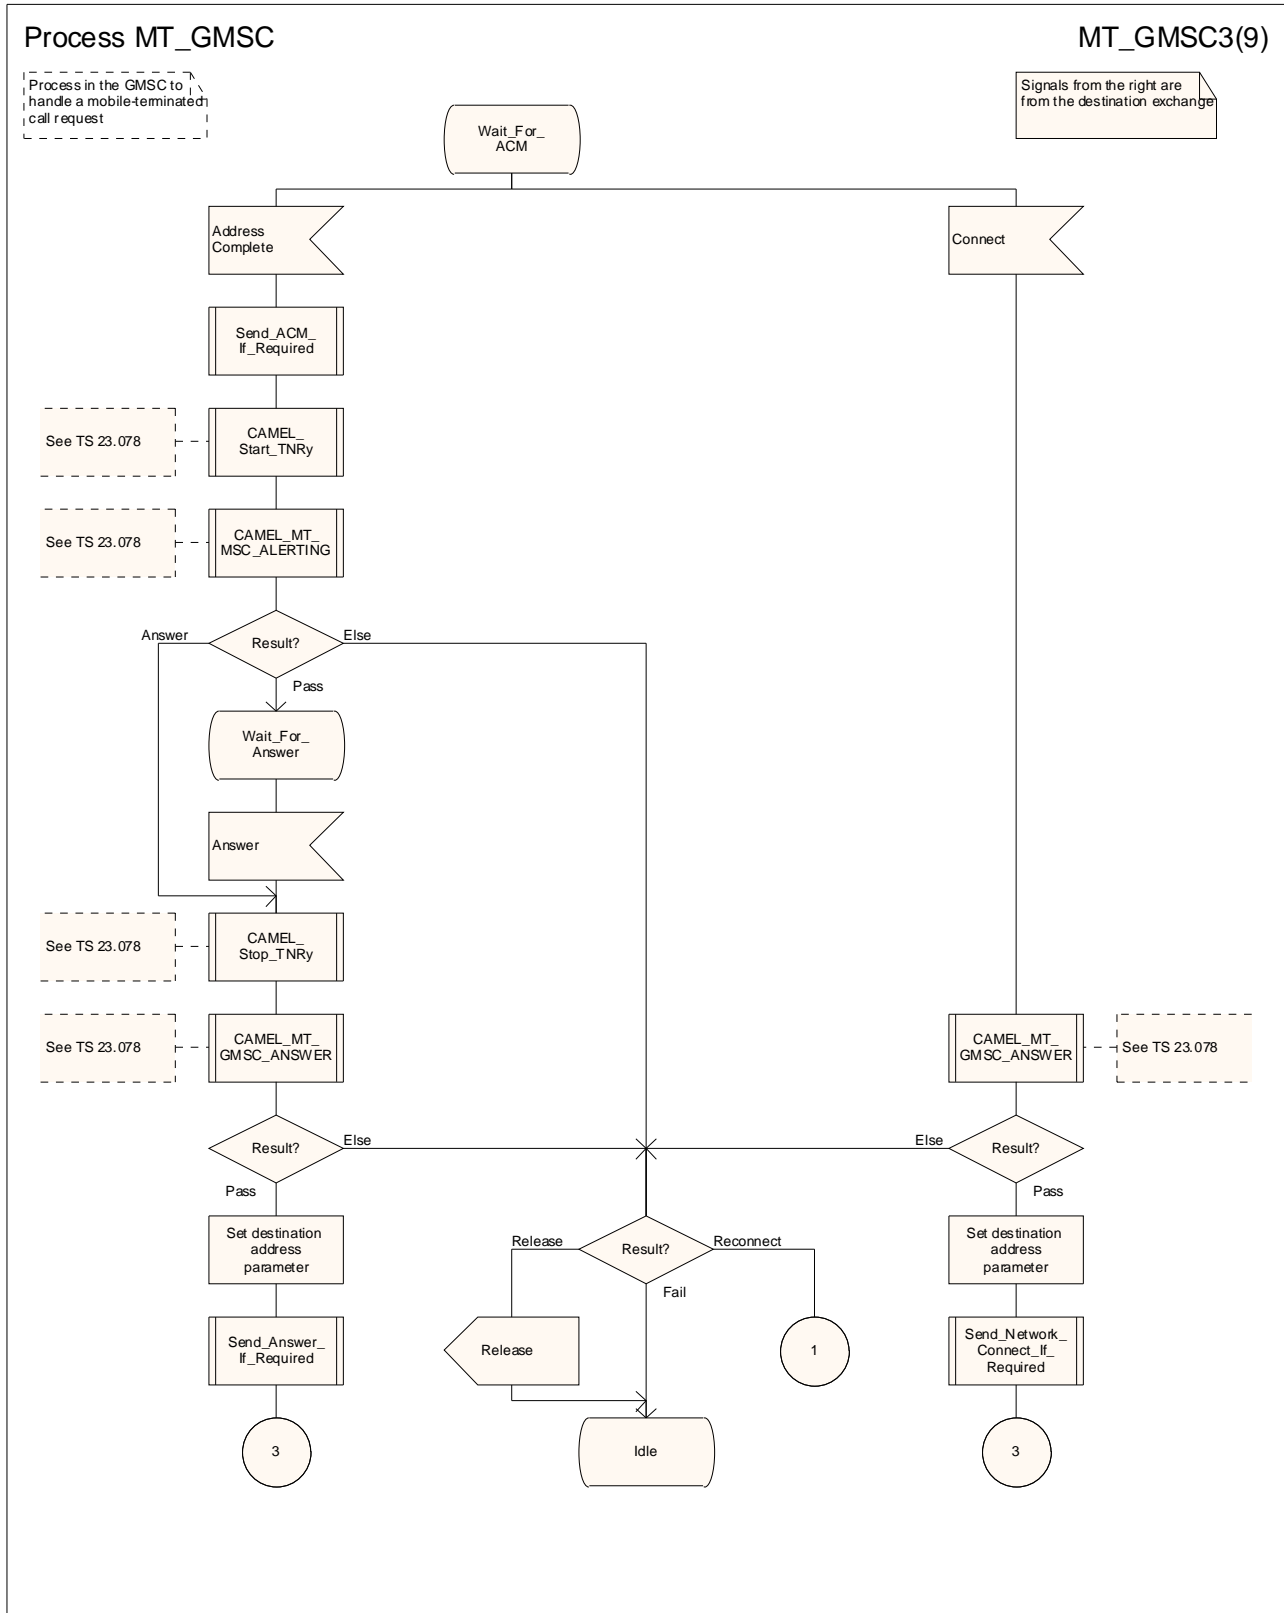 Process MT_GMSC
MT_GMSC3(9)
Process in the GMSC to
handle a mobile-terminated
call request
Signals from the right are
from the destination exchange
Wait_For_
ACM
Address
Complete
Connect
Send_ACM_
If_Required
See TS 23.078
CAMEL_
Start_TNRy
See TS 23.078
CAMEL_MT_
MSC_ALERTING
Answer
Result?
Else
Pass
Wait_For_
Answer
Answer
See TS 23.078
CAMEL_
Stop_TNRy
See TS 23.078
CAMEL_MT_
GMSC_ANSWER
CAMEL_MT_
GMSC_ANSWER
See TS 23.078
Result?
Else
Else
Result?
Pass
Pass
Set destination
address
parameter
Release
Result?
Reconnect
Fail
Set destination
address
parameter
Send_Answer_
If_Required
Release
1
Send_Network_
Connect_If_
Required
3
Idle
3